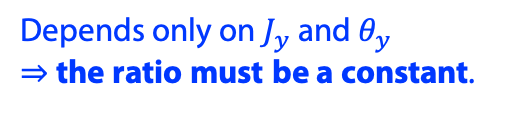 Depends only on J_y and θ_y
⇒ the ratio must be a constant.